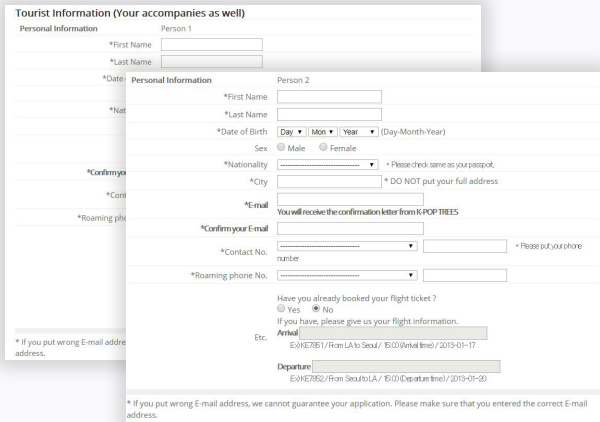 Tourist Information (Your accompanies as well)
Personal Information Person 1
*First Name
*Last Name
*Date
*Nat
*Confirm you
*Cont
*Roaming pho
* If you put wrong E-mail addre
address.
Personal Information Person 2
*First Name
*Last Name
*Date of Birth Day Mon Year (Day-Month-Year)
Sex Male Female
*Nationality -------------------------------- * Please check same as your passport.
*City * DO NOT put your full address
*E-mail
You will receive the confirmation letter from K-POP TREES
*Confirm your E-mail
*Contact No. -------------------------------- * Please put your phone
number
*Roaming phone No. --------------------------------
Have you already booked your flight ticket ?
Yes No
If you have, please give us your flight information.
Etc. Arrival
Ex) KE7851 / From LA to Seoul / 15:00 (Arrival time) / 2013-01-17
Departure
Ex) KE7852 / From Seoul to LA / 15:00 (Departure time) / 2013-01-20
* If you put wrong E-mail address, we cannot guarantee your application. Please make sure that you entered the correct E-mail
address.